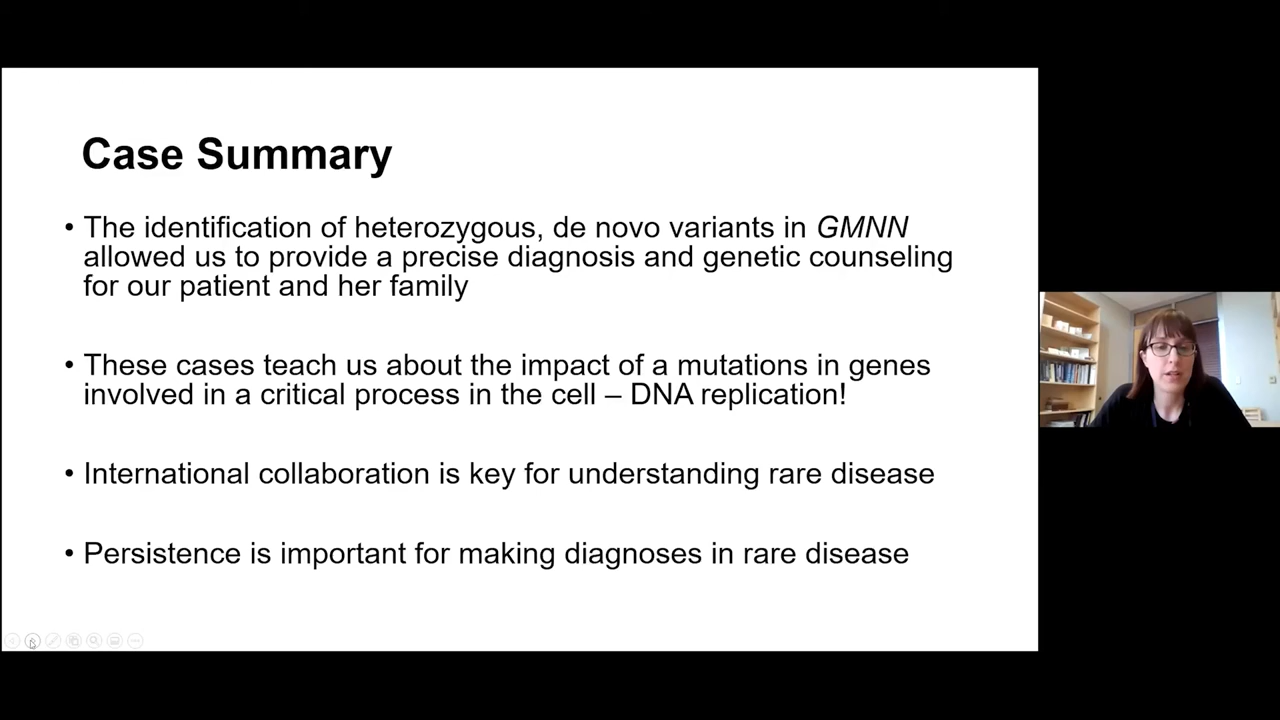 Case Summary
• The identification of heterozygous, de novo variants in GMNN
allowed us to provide a precise diagnosis and genetic counseling
for our patient and her family
• These cases teach us about the impact of a mutations in genes
involved in a critical process in the cell – DNA replication!
• International collaboration is key for understanding rare disease
• Persistence is important for making diagnoses in rare disease